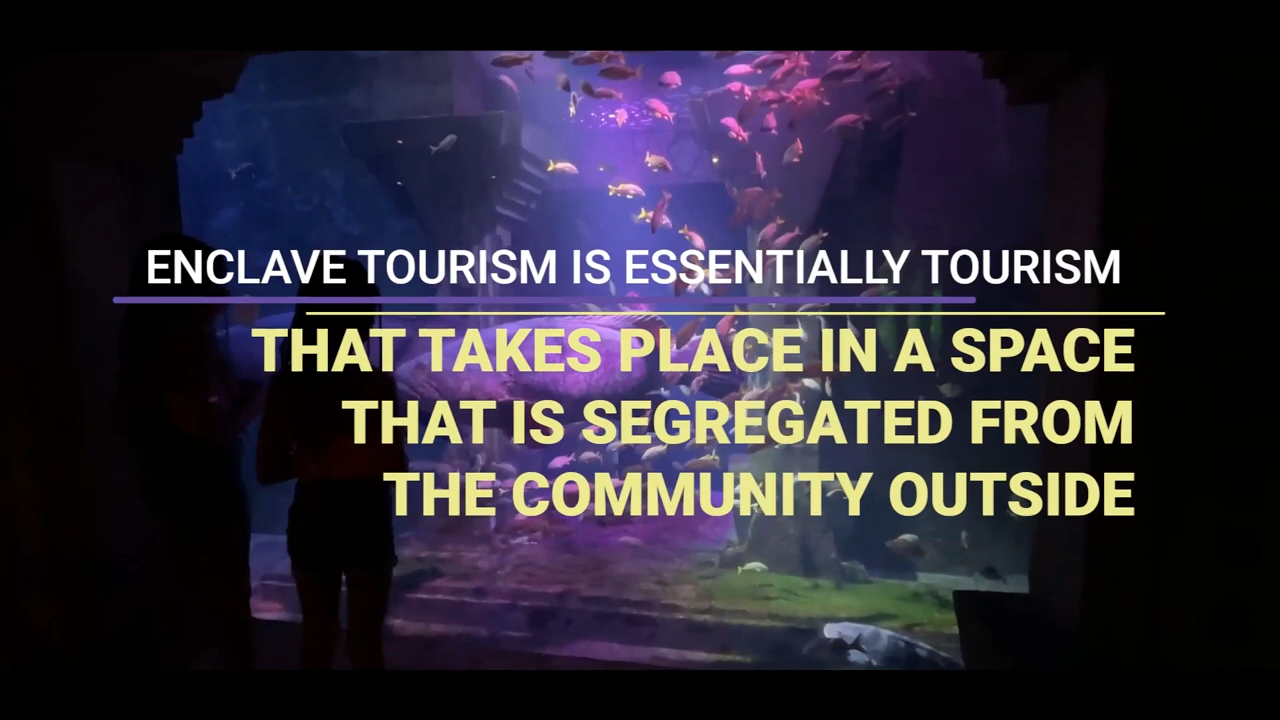 ENCLAVE TOURISM IS ESSENTIALLY TOURISM
THAT TAKES PLACE IN A SPACE
THAT IS SEGREGATED FROM
THE COMMUNITY OUTSIDE